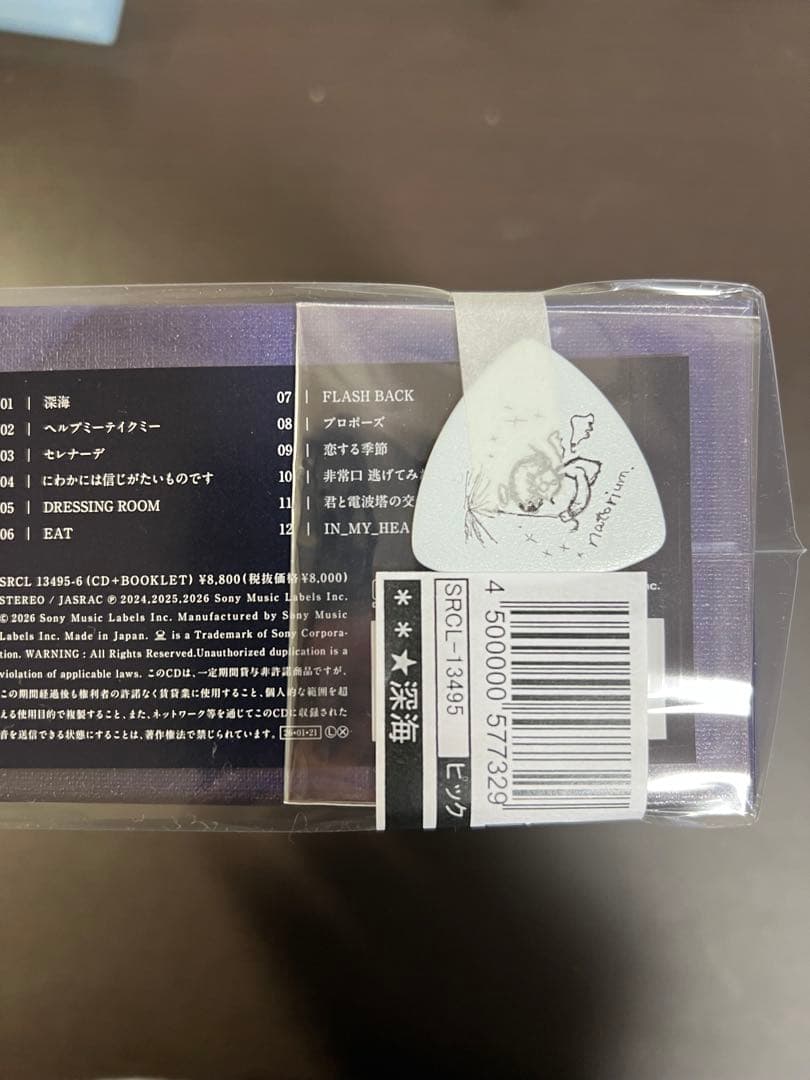 01 | 深海
02 | ヘルプミーテイクミー
03 | セレナーデ
04 | にわかには信じがたいものです
05 | DRESSING ROOM
06 | EAT
07 | FLASH BACK
08 | プロポーズ
09 | 恋する季節
10 | 非常口 逃げてみ
11 | 君と電波塔の交
12 | IN_MY_HEA
SRCL 13495-6 (CD+BOOKLET) ¥8,800(税抜価格¥8,000)
STEREO / JASRAC Ⓟ 2024,2025,2026 Sony Music Labels Inc.
© 2026 Sony Music Labels Inc. Manufactured by Sony Music
Labels Inc. Made in Japan. is a Trademark of Sony Corpora-
tion. WARNING : All Rights Reserved.Unauthorized duplication is a
violation of applicable laws. このCDは、一定期間貸与非許諾商品ですが、
この期間経過後も権利者の許諾なく賃貸業に使用すること、個人的な範囲を超
える使用目的で複製すること、また、ネットワーク等を通じてこのCDに収録された
音を送信できる状態にすることは、著作権法で禁じられています。 26•01•21 Ⓛ Ⓧ
natorium.
nc.
4 500000 577329
SRCL-13495 ピック
**★深海